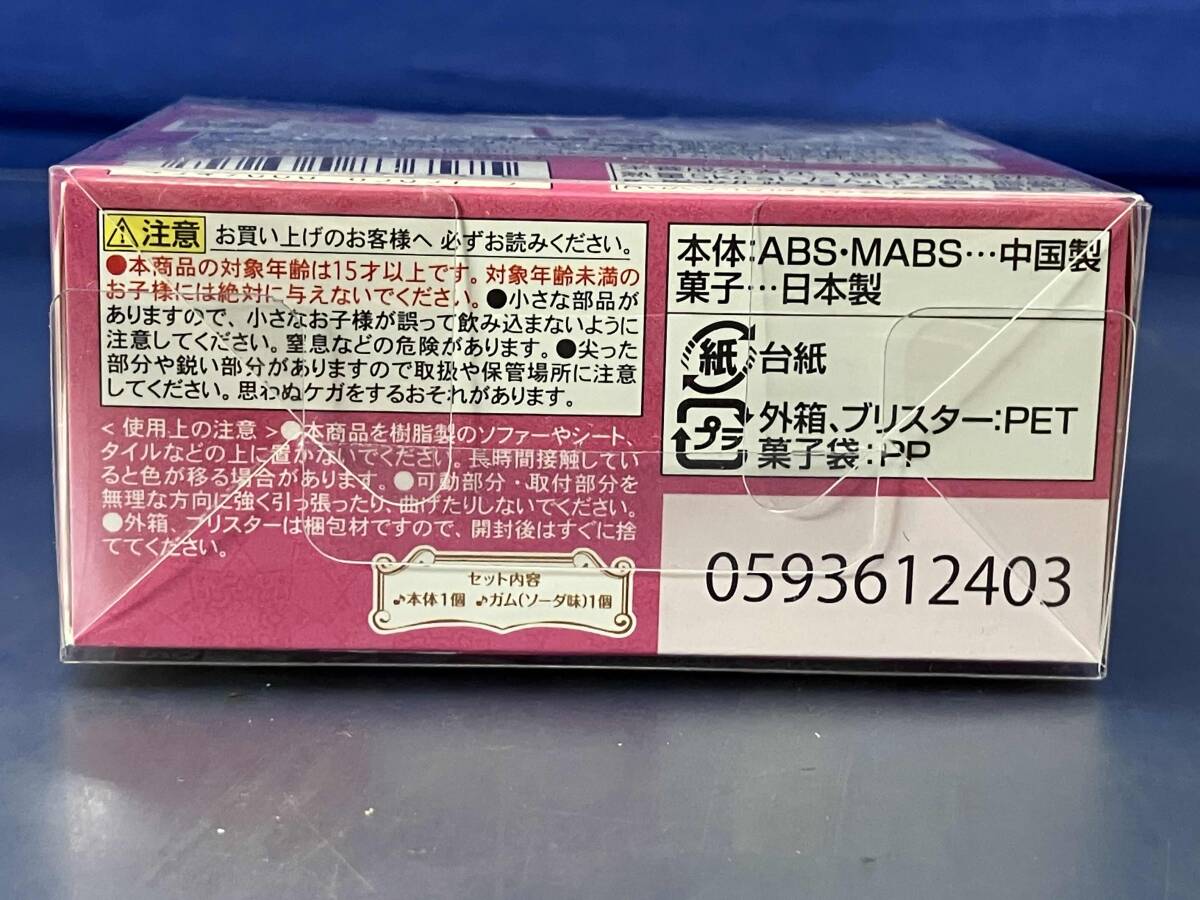 注意 お買い上げのお客様へ 必ずお読みください。
●本商品の対象年齢は15才以上です。対象年齢未満の
お子様には絶対に与えないでください。●小さな部品が
ありますので、小さなお子様が誤って飲み込まないように
注意してください。窒息などの危険があります。●尖った
部分や鋭い部分がありますので取扱や保管場所に注意
してください。思わぬケガをするおそれがあります。
<使用上の注意>●本商品を樹脂製のソファーやシート、
タイルなどの上に置かないでください。長時間接触してい
ると色が移る場合があります。●可動部分・取付部分を
無理な方向に強く引っ張ったり、曲げたりしないでください。
●外箱、ブリスターは梱包材ですので、開封後はすぐに捨
ててください。
セット内容
♪本体1個 ♪ガム(ソーダ味)1個
本体:ABS・MABS…中国製
菓子…日本製
紙 台紙
プラ 外箱、ブリスター:PET
菓子袋:PP
0593612403